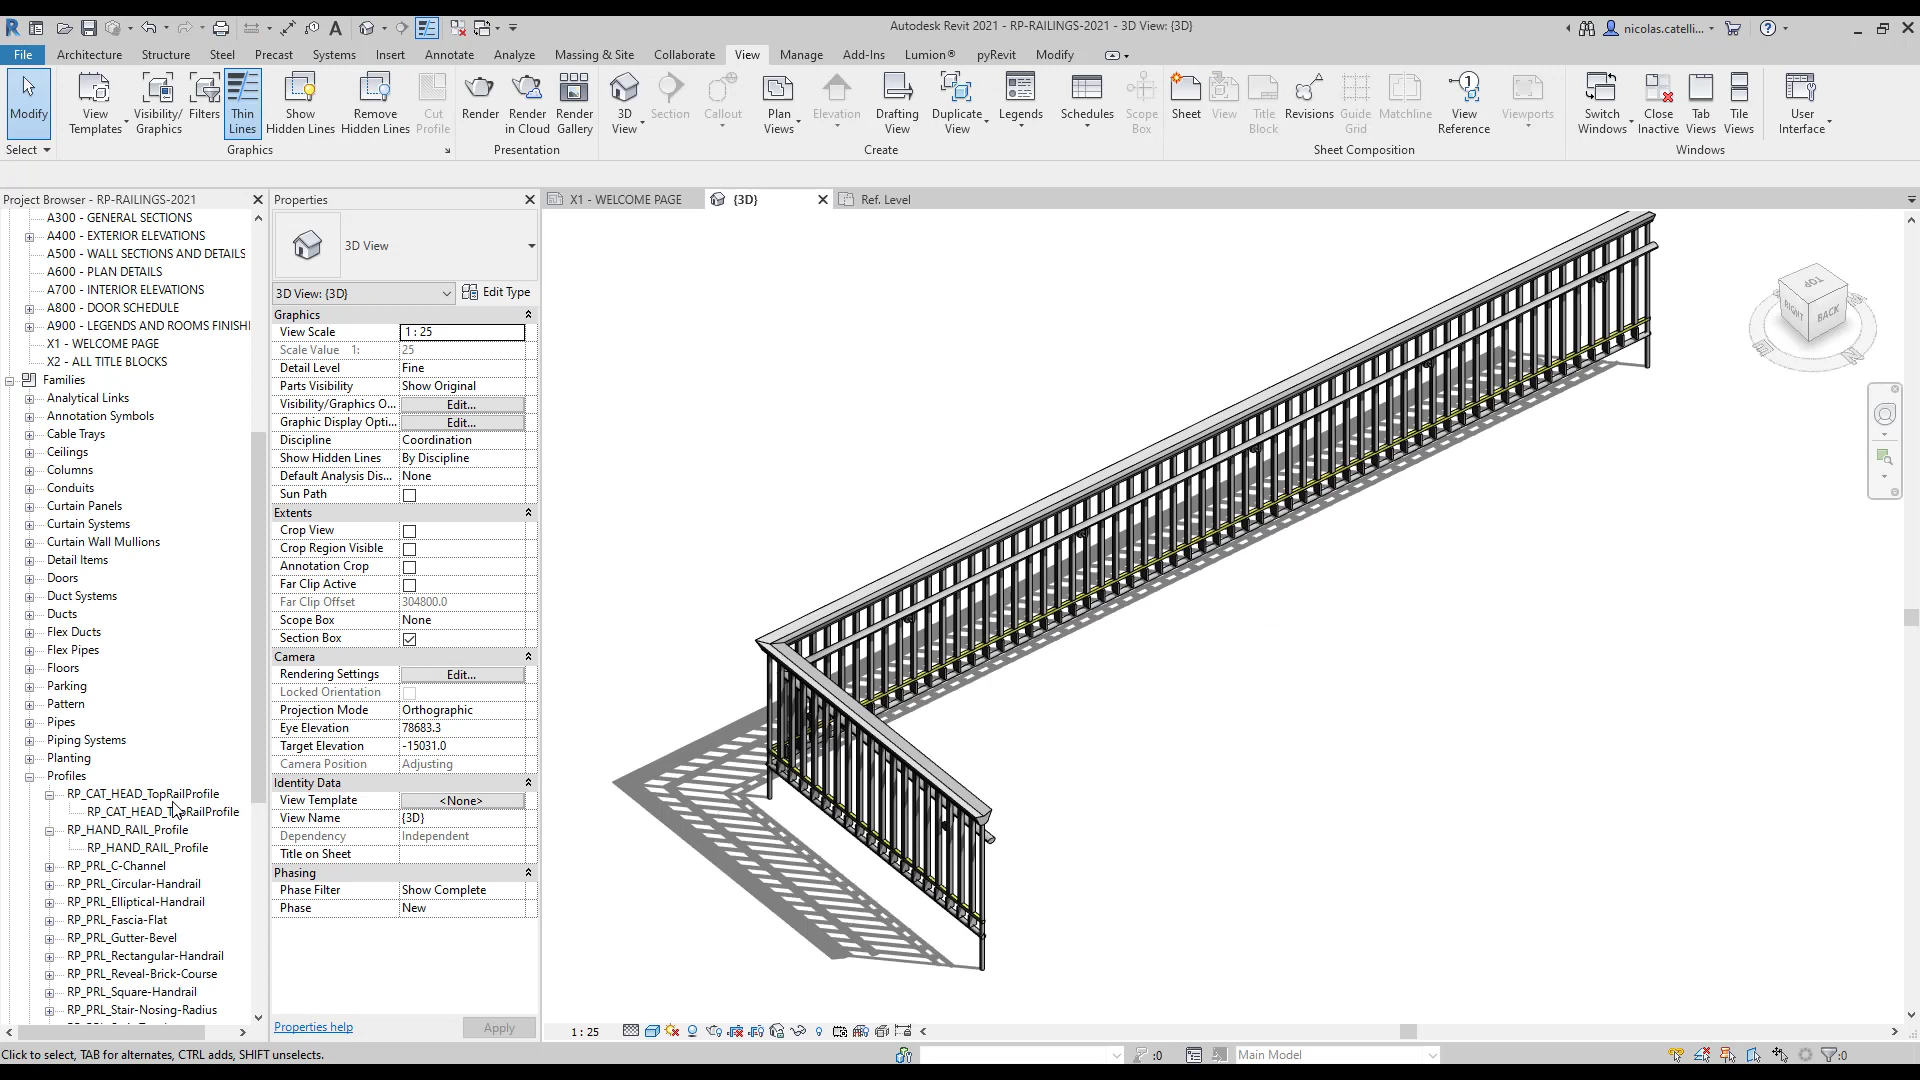 Autodesk Revit 2021 - RP-RAILINGS-2021 - 3D View: {3D}
nicolas.catelli...
File Architecture Structure Steel Precast Systems Insert Annotate Analyze Massing & Site Collaborate View Manage Add-Ins Lumion® pyRevit Modify
Modify
View Templates
Visibility/ Graphics
Filters
Thin Lines
Show Hidden Lines
Remove Hidden Lines
Cut Profile
Render
Render in Cloud
Render Gallery
3D View
Section
Callout
Plan Views
Elevation
Drafting View
Duplicate View
Legends
Schedules
Scope Box
Sheet
View
Title Block
Revisions
Guide Grid
Matchline
View Reference
Viewports
Switch Windows
Close Inactive
Tab Views
Tile Views
User Interface
Select Graphics Presentation Create Sheet Composition Windows
Project Browser - RP-RAILINGS-2021
A300 - GENERAL SECTIONS
A400 - EXTERIOR ELEVATIONS
A500 - WALL SECTIONS AND DETAILS
A600 - PLAN DETAILS
A700 - INTERIOR ELEVATIONS
A800 - DOOR SCHEDULE
A900 - LEGENDS AND ROOMS FINISHI
X1 - WELCOME PAGE
X2 - ALL TITLE BLOCKS
Families
Analytical Links
Annotation Symbols
Cable Trays
Ceilings
Columns
Conduits
Curtain Panels
Curtain Systems
Curtain Wall Mullions
Detail Items
Doors
Duct Systems
Ducts
Flex Ducts
Flex Pipes
Floors
Parking
Pattern
Pipes
Piping Systems
Planting
Profiles
RP_CAT_HEAD_TopRailProfile
RP_CAT_HEAD_TopRailProfile
RP_HAND_RAIL_Profile
RP_HAND_RAIL_Profile
RP_PRL_C-Channel
RP_PRL_Circular-Handrail
RP_PRL_Elliptical-Handrail
RP_PRL_Fascia-Flat
RP_PRL_Gutter-Bevel
RP_PRL_Rectangular-Handrail
RP_PRL_Reveal-Brick-Course
RP_PRL_Square-Handrail
RP_PRL_Stair-Nosing-Radius
Properties
3D View
3D View: {3D} Edit Type
Graphics
View Scale 1 : 25
Scale Value 1: 25
Detail Level Fine
Parts Visibility Show Original
Visibility/Graphics O... Edit...
Graphic Display Opti... Edit...
Discipline Coordination
Show Hidden Lines By Discipline
Default Analysis Dis... None
Sun Path
Extents
Crop View
Crop Region Visible
Annotation Crop
Far Clip Active
Far Clip Offset 304800.0
Scope Box None
Section Box
Camera
Rendering Settings Edit...
Locked Orientation
Projection Mode Orthographic
Eye Elevation 78683.3
Target Elevation -15031.0
Camera Position Adjusting
Identity Data
View Template <None>
View Name {3D}
Dependency Independent
Title on Sheet
Phasing
Phase Filter Show Complete
Phase New
Properties help Apply
X1 - WELCOME PAGE {3D} Ref. Level
TOP
RIGHT
BACK
E
N
1 : 25
Click to select, TAB for alternates, CTRL adds, SHIFT unselects.
:0
Main Model
:0